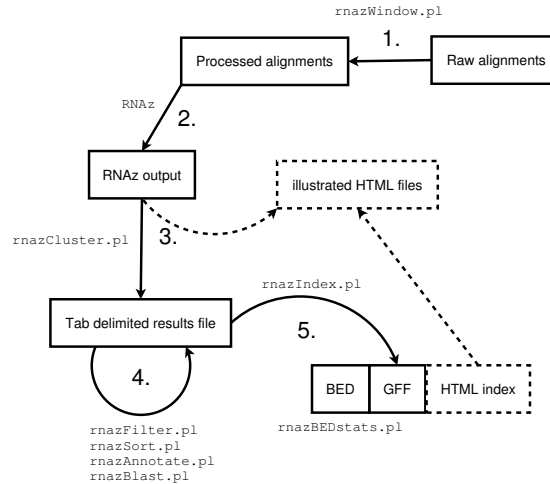 rnazWindow.pl
1.
Processed alignments
Raw alignments
RNAz
2.
RNAz output
illustrated HTML files
rnazCluster.pl
3.
rnazIndex.pl
Tab delimited results file
5.
4.
BED
GFF
HTML index
rnazBEDstats.pl
rnazFilter.pl
rnazSort.pl
rnazAnnotate.pl
rnazBlast.pl